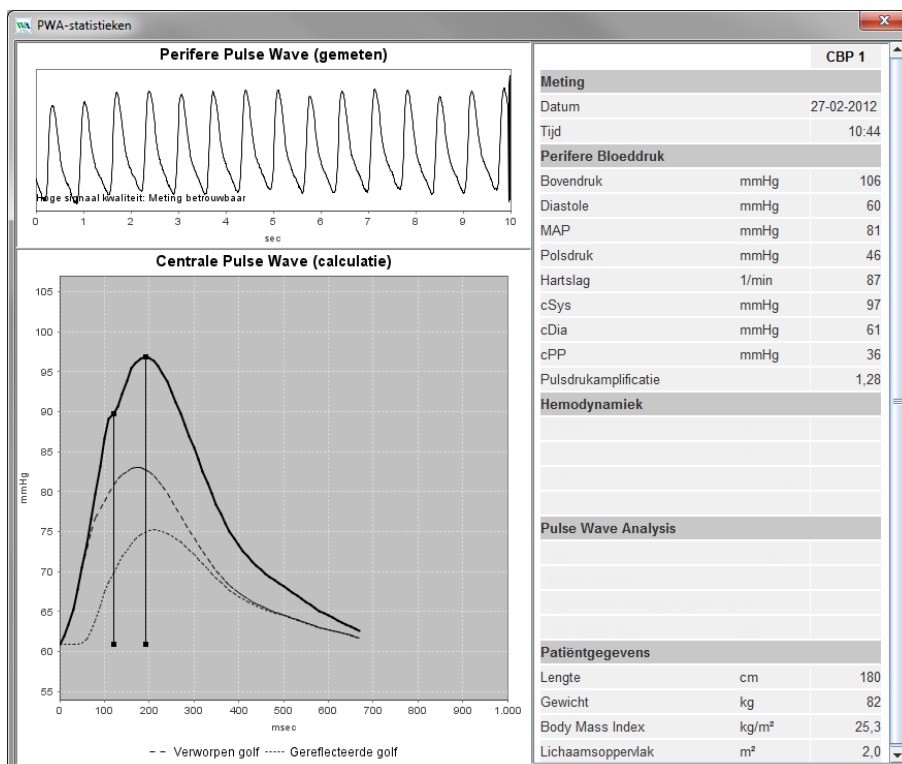 PWA-statistieken
Perifere Pulse Wave (gemeten)
Hoge signaal kwaliteit: Meting betrouwbaar
0 1 2 3 4 5 6 7 8 9 10
sec
Centrale Pulse Wave (calculatie)
105
100
95
90
85
80
75
70
65
60
55
mmHg
0 100 200 300 400 500 600 700 800 900 1.000
msec
Verworpen golf Gereflecteerde golf
CBP 1
Meting
Datum 27-02-2012
Tijd 10:44
Perifere Bloeddruk
Bovendruk mmHg 106
Diastole mmHg 60
MAP mmHg 81
Polsdruk mmHg 46
Hartslag 1/min 87
cSys mmHg 97
cDia mmHg 61
cPP mmHg 36
Pulsdrukamplificatie 1,28
Hemodynamiek
Pulse Wave Analysis
Patiëntgegevens
Lengte cm 180
Gewicht kg 82
Body Mass Index kg/m² 25,3
Lichaamsoppervlak m² 2,0